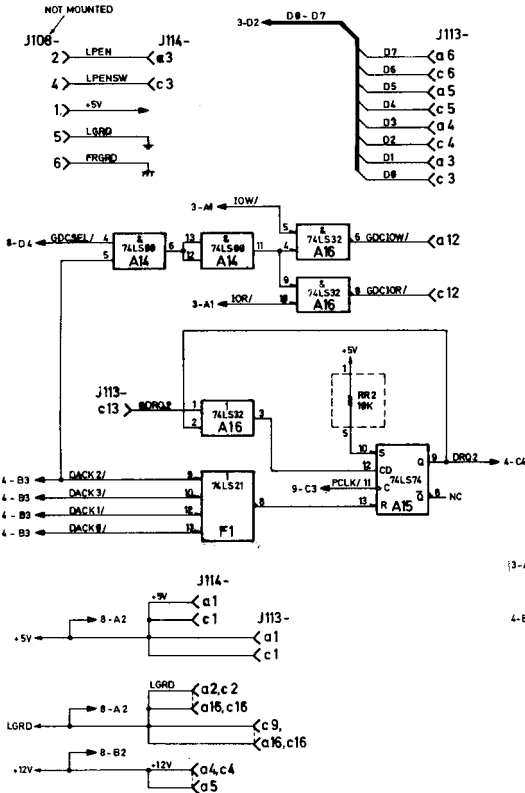 NOT MOUNTED
J108-
J114-
2 LPEN a3
4 LPENSW c3
1 +5V
5 LGRD
6 FRGRD
3-D2 D0-D7
J113-
D7 a6
D6 c6
D5 a5
D4 c5
D3 a4
D2 c4
D1 a3
D0 c3
3-A1 IOW/
8-D4 GDCSEL/ 4
5
&
74LS00
A14
6
13
12
&
74LS00
A14
11
5
4
&
74LS32
A16
6 GDCIOW/ a12
3-A1 IOR/ 10
9
&
74LS32
A16
8 GDCIOR/ c12
J113-
c13 DRQ2 1
2
1
74LS32
A16
3
+5V
1
RR2
10K
5
10 S
12 CD
9-C3 PCLK/ 11 C
13 R
74LS74
A15
Q 9 DRQ2 4-C4
Q 8 NC
4-B3 DACK2/ 9
4-B3 DACK3/ 10
4-B3 DACK1/ 12
4-B3 DACK0/ 13
1
74LS21
F1
8
J114-
+5V a1
c1
J113-
a1
c1
+5V 8-A2
LGRD a2,c2
a16,c16
LGRD 8-A2
c9,
a16,c16
+12V 8-B2
+12V a4,c4
a5